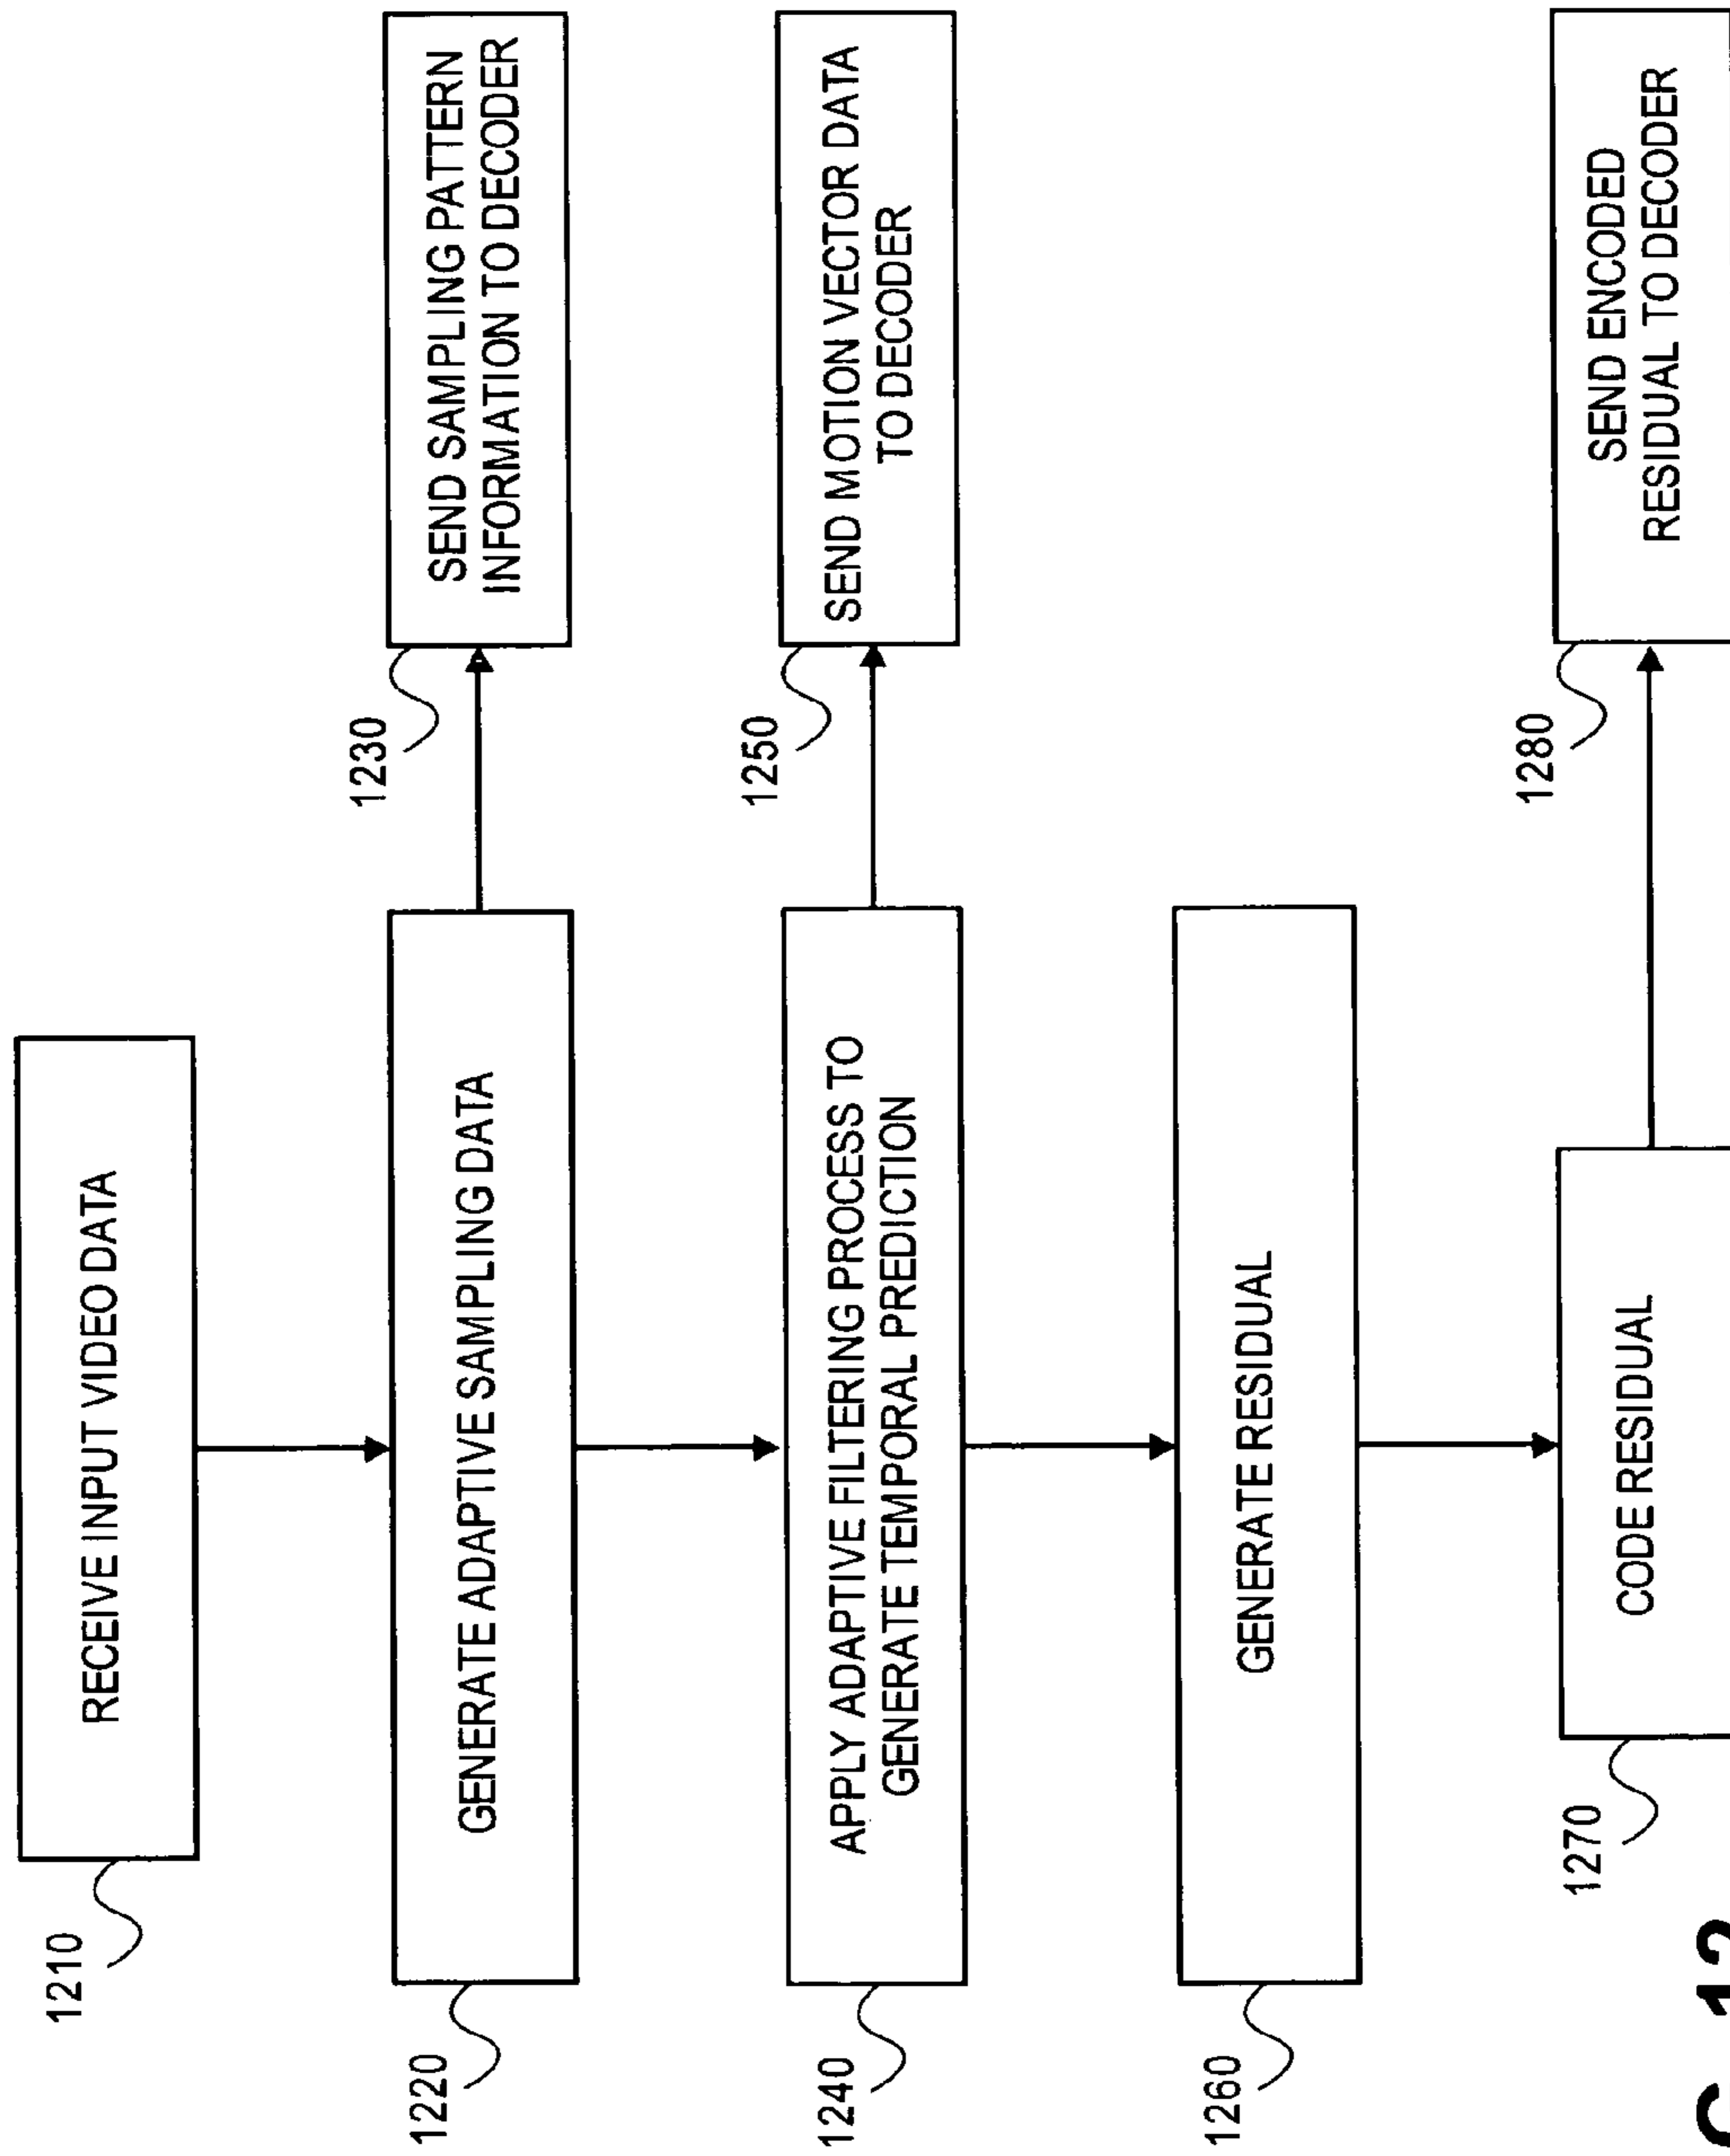 1210
RECEIVE INPUT VIDEO DATA
1220
GENERATE ADAPTIVE SAMPLING DATA
1230
SEND SAMPLING PATTERN
INFORMATION TO DECODER
1240
APPLY ADAPTIVE FILTERING PROCESS TO
GENERATE TEMPORAL PREDICTION
1250
SEND MOTION VECTOR DATA
TO DECODER
1260
GENERATE RESIDUAL
1270
CODE RESIDUAL
1280
SEND ENCODED
RESIDUAL TO DECODER